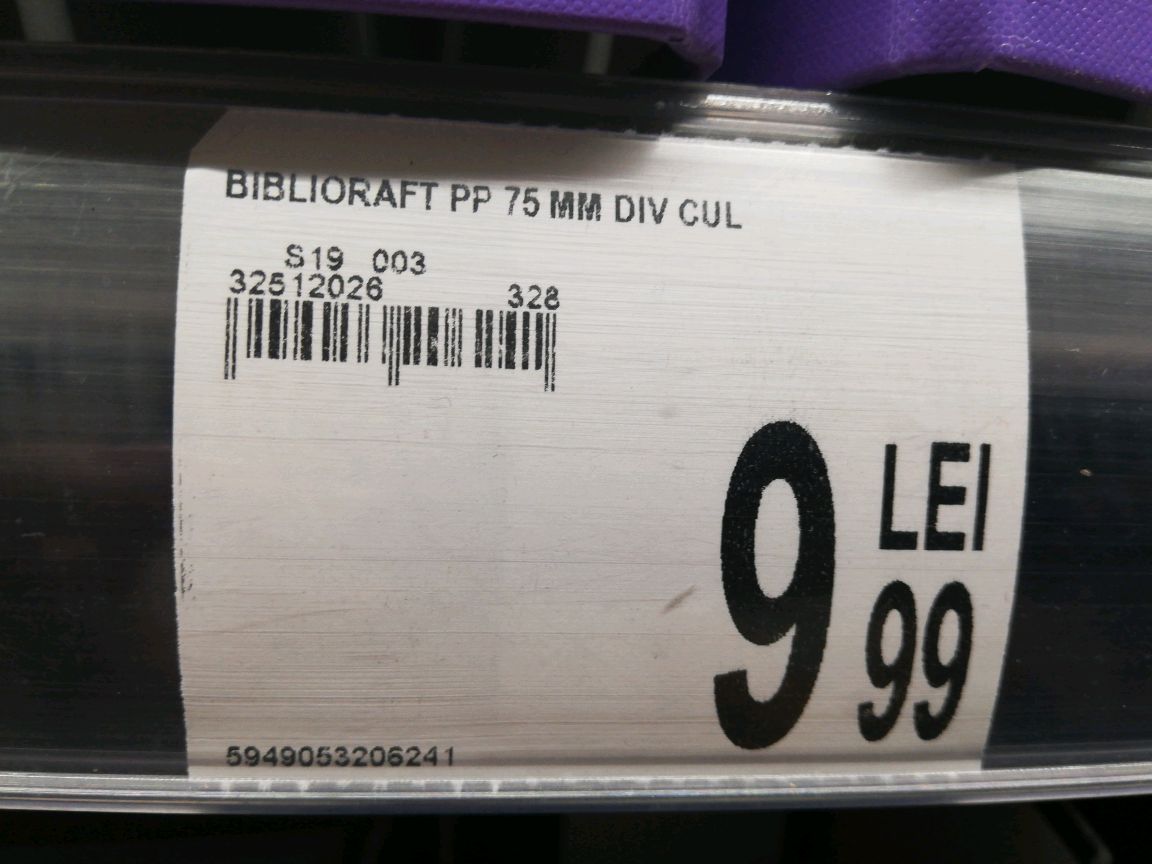 BIBLIORAFT PP 75 MM DIV CUL
S19 003
32512026 328
9 LEI
99
5949053206241